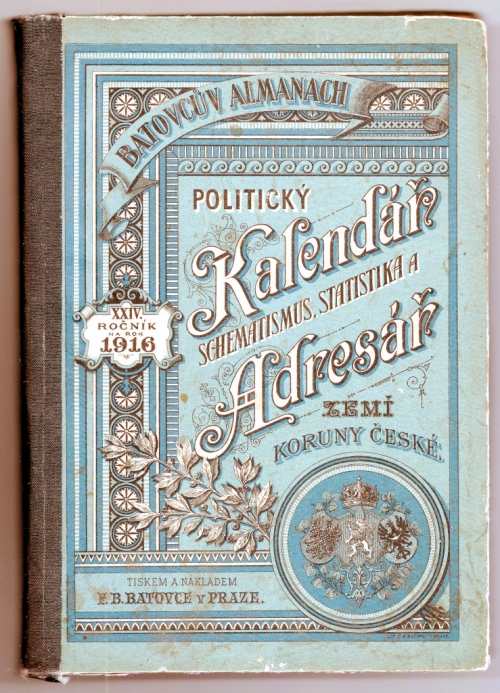 BATOVCŮV ALMANACH
POLITICKÝ
Kalendář
SCHEMATISMUS, STATISTIKA A
Adresář
ZEMÍ
KORUNY ČESKÉ.
XXIV.
ROČNÍK
NA ROK
1916
TISKEM A NÁKLADEM
F. B. BATOVCE V PRAZE.